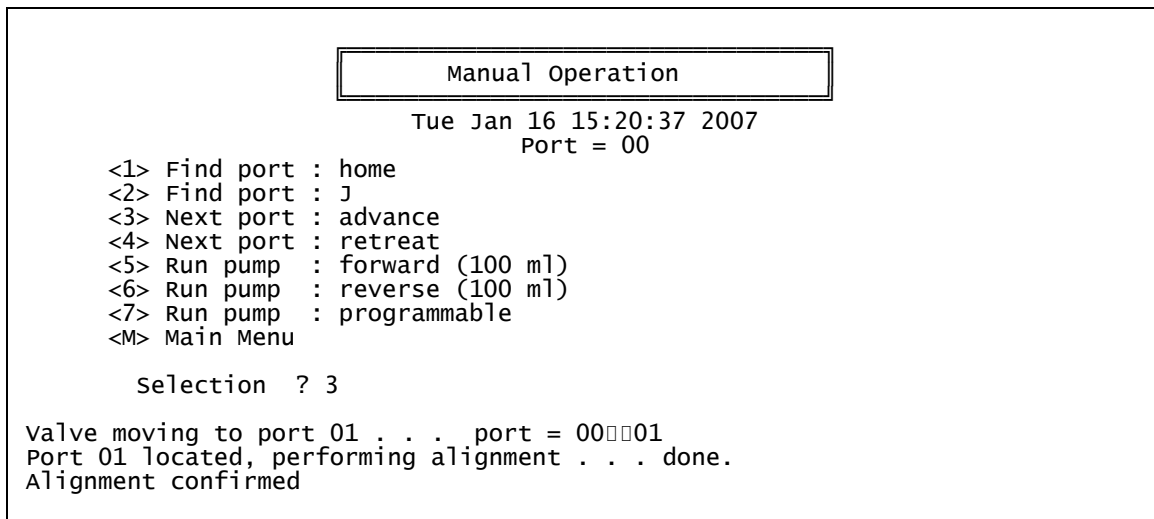 Manual Operation
Tue Jan 16 15:20:37 2007
Port = 00
<1> Find port : home
<2> Find port : J
<3> Next port : advance
<4> Next port : retreat
<5> Run pump  : forward (100 ml)
<6> Run pump  : reverse (100 ml)
<7> Run pump  : programmable
<M> Main Menu
Selection  ? 3
Valve moving to port 01 . . .  port = 00▯▯01
Port 01 located, performing alignment . . . done.
Alignment confirmed